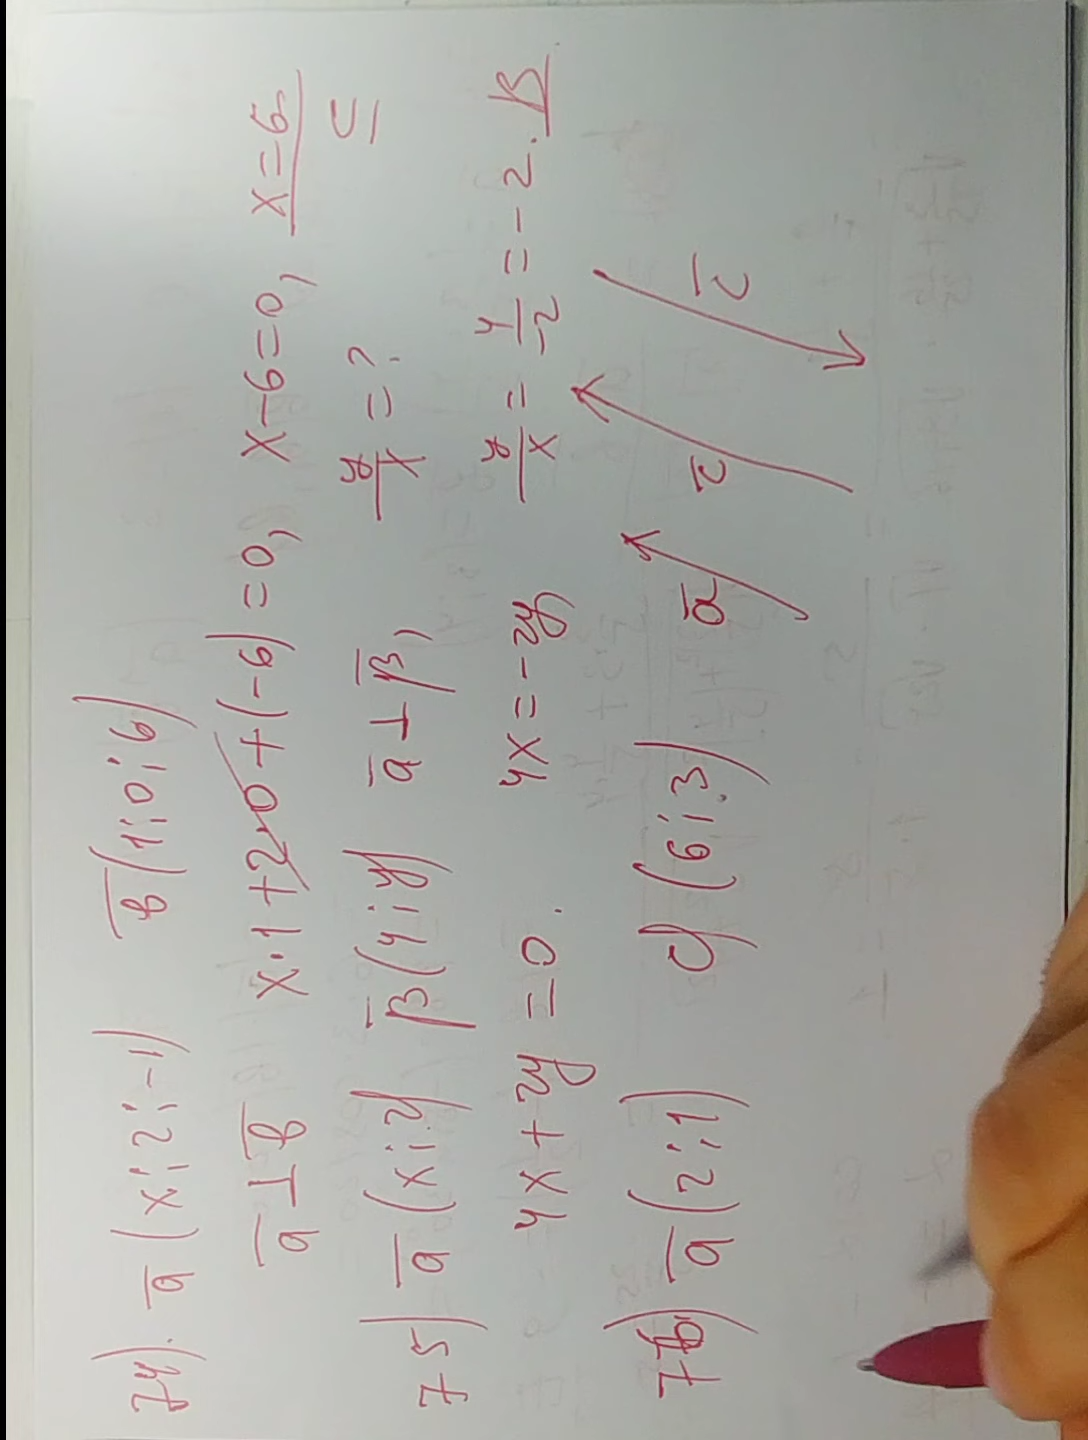 74). a̅ (x; 2; -1) b̅ (1; 0; 6)
a̅ ⊥ b̅ x·1 + 2·0 + (-6) = 0, x - 6 = 0, x = 6
C
75) a̅ (x; 2) β̅ (4; y) a̅ ⊥ β̅, y/x = ?
4x + 2y = 0. 4x = -2y y/x = 4/-2 = -2. B
76) a̅ (2; 1) c) (6; 3) a̅ c̅ c̅